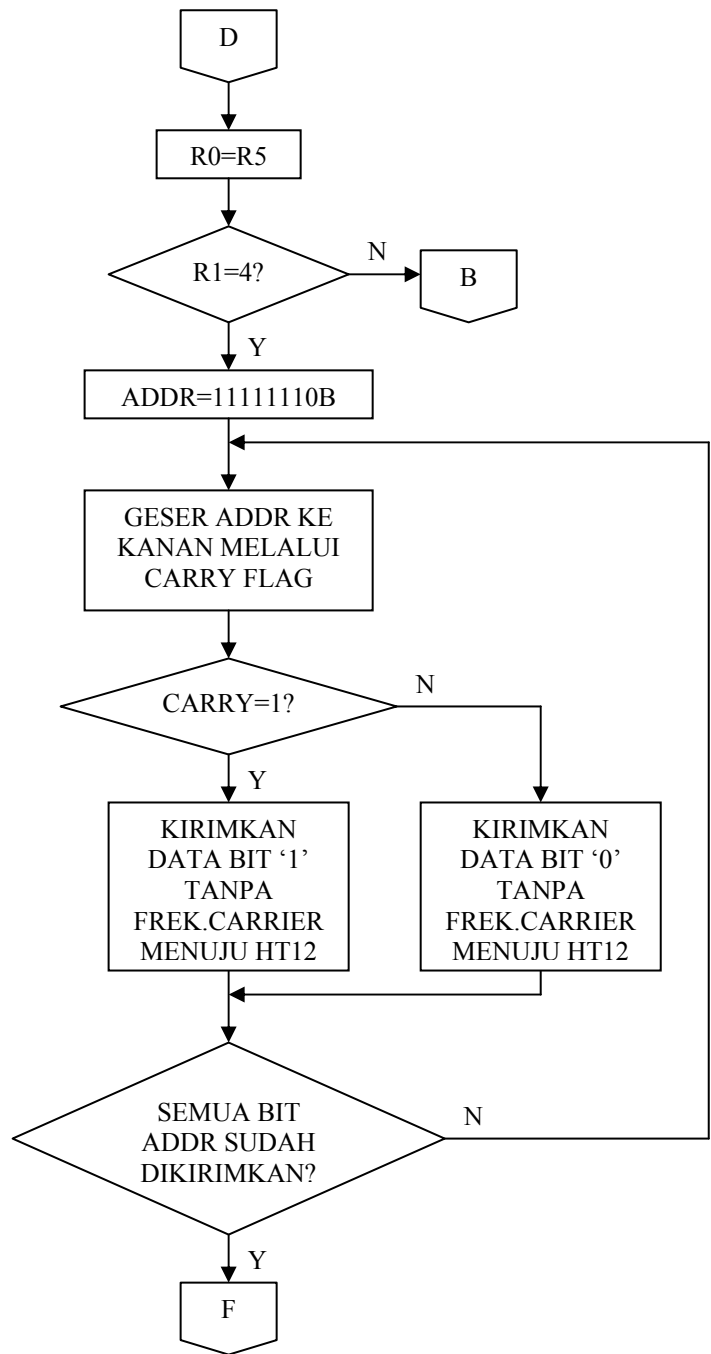 D
R0=R5
R1=4?
N
B
Y
ADDR=11111110B
GESER ADDR KE
KANAN MELALUI
CARRY FLAG
CARRY=1?
N
Y
KIRIMKAN
DATA BIT ‘1’
TANPA
FREK.CARRIER
MENUJU HT12
KIRIMKAN
DATA BIT ‘0’
TANPA
FREK.CARRIER
MENUJU HT12
SEMUA BIT
ADDR SUDAH
DIKIRIMKAN?
N
Y
F